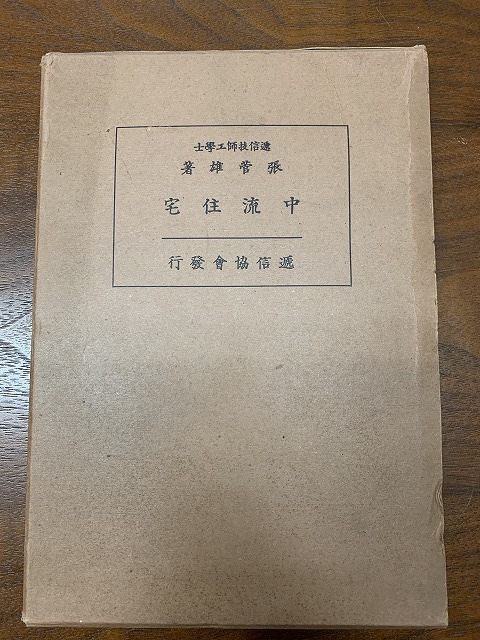 遞信技師工學士
張菅雄著
中流住宅
遞信協會發行